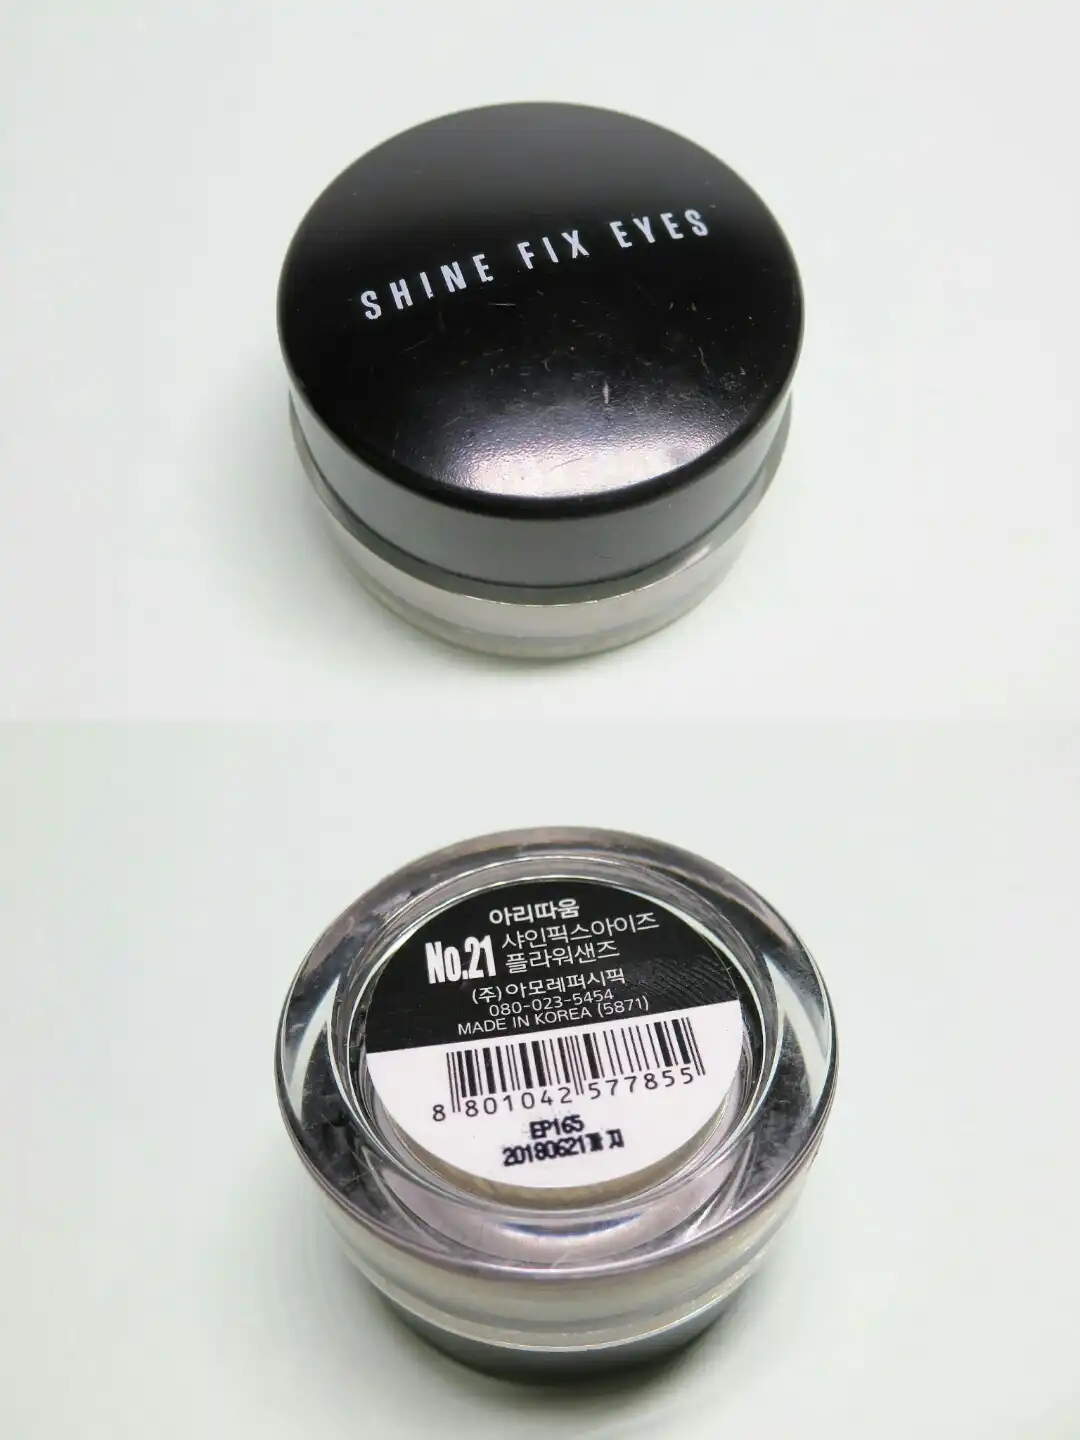 SHINE FIX EYES
아리따움
No.21 샤인픽스아이즈
플라워샌즈
(주)아모레퍼시픽
080-023-5454
MADE IN KOREA (5871)
8 801042 577855
EP165
20180621까지